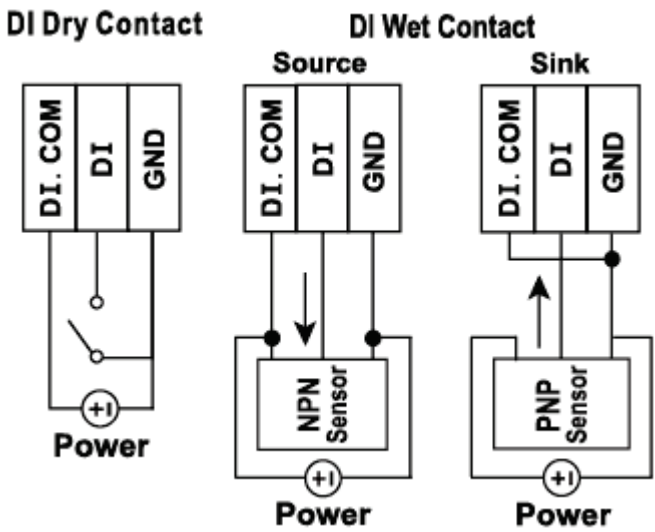 DI Dry Contact
DI. COM
DI
GND
+-
Power
DI Wet Contact
Source
DI. COM
DI
GND
NPN
Sensor
+-
Power
Sink
DI. COM
DI
GND
PNP
Sensor
+-
Power